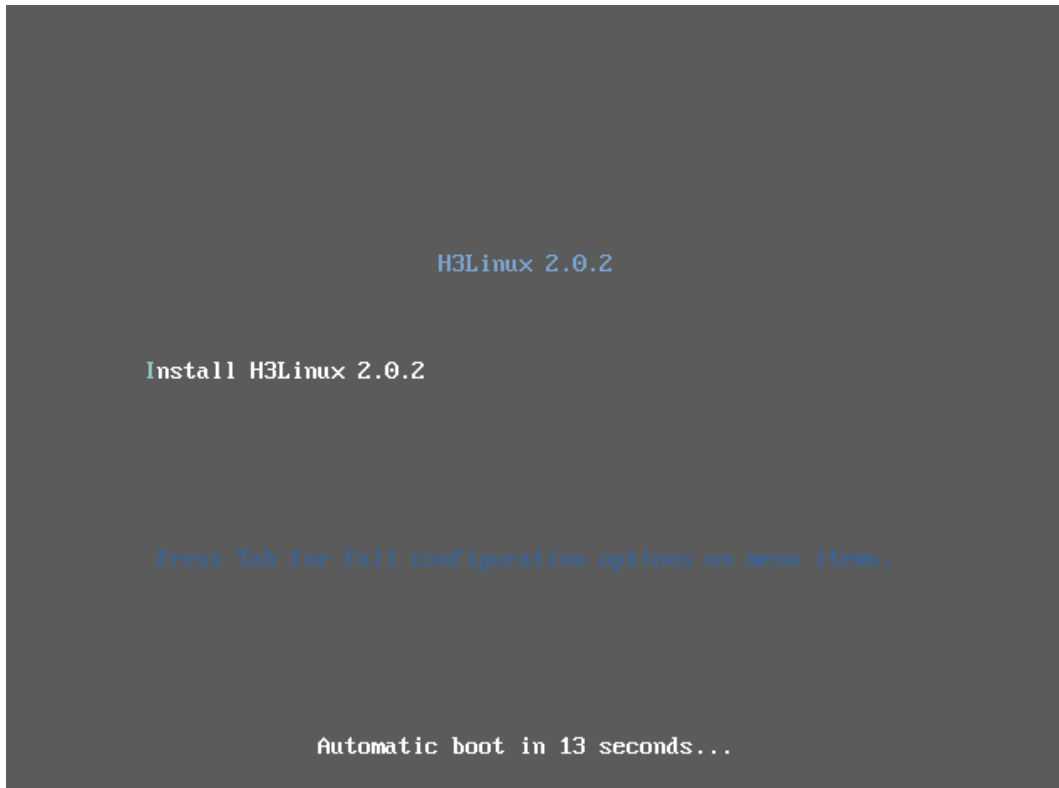 H3Linux 2.0.2
Install H3Linux 2.0.2
Press Tab for full configuration options on menu items.
Automatic boot in 13 seconds...